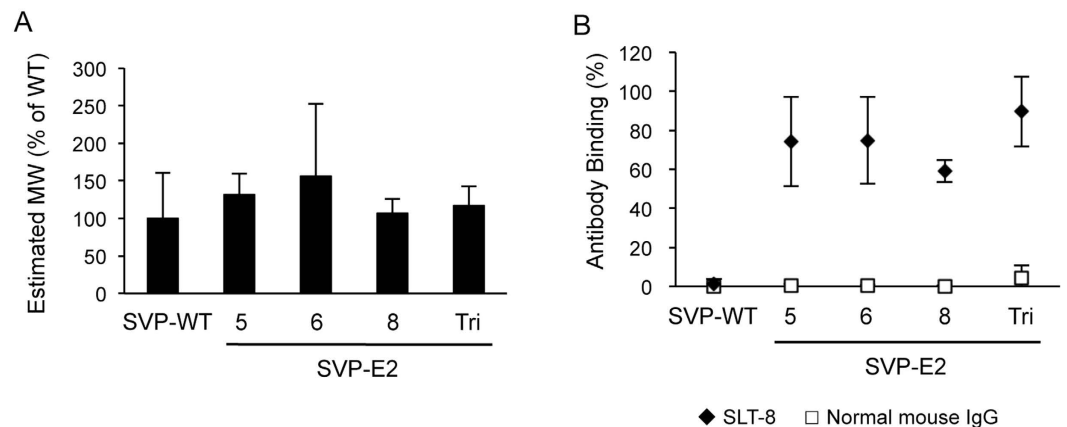 A
Estimated MW (% of WT)
300
250
200
150
100
50
0
SVP-WT 5 6 8 Tri
SVP-E2
B
Antibody Binding (%)
120
100
80
60
40
20
0
SVP-WT 5 6 8 Tri
SVP-E2
SLT-8 Normal mouse IgG